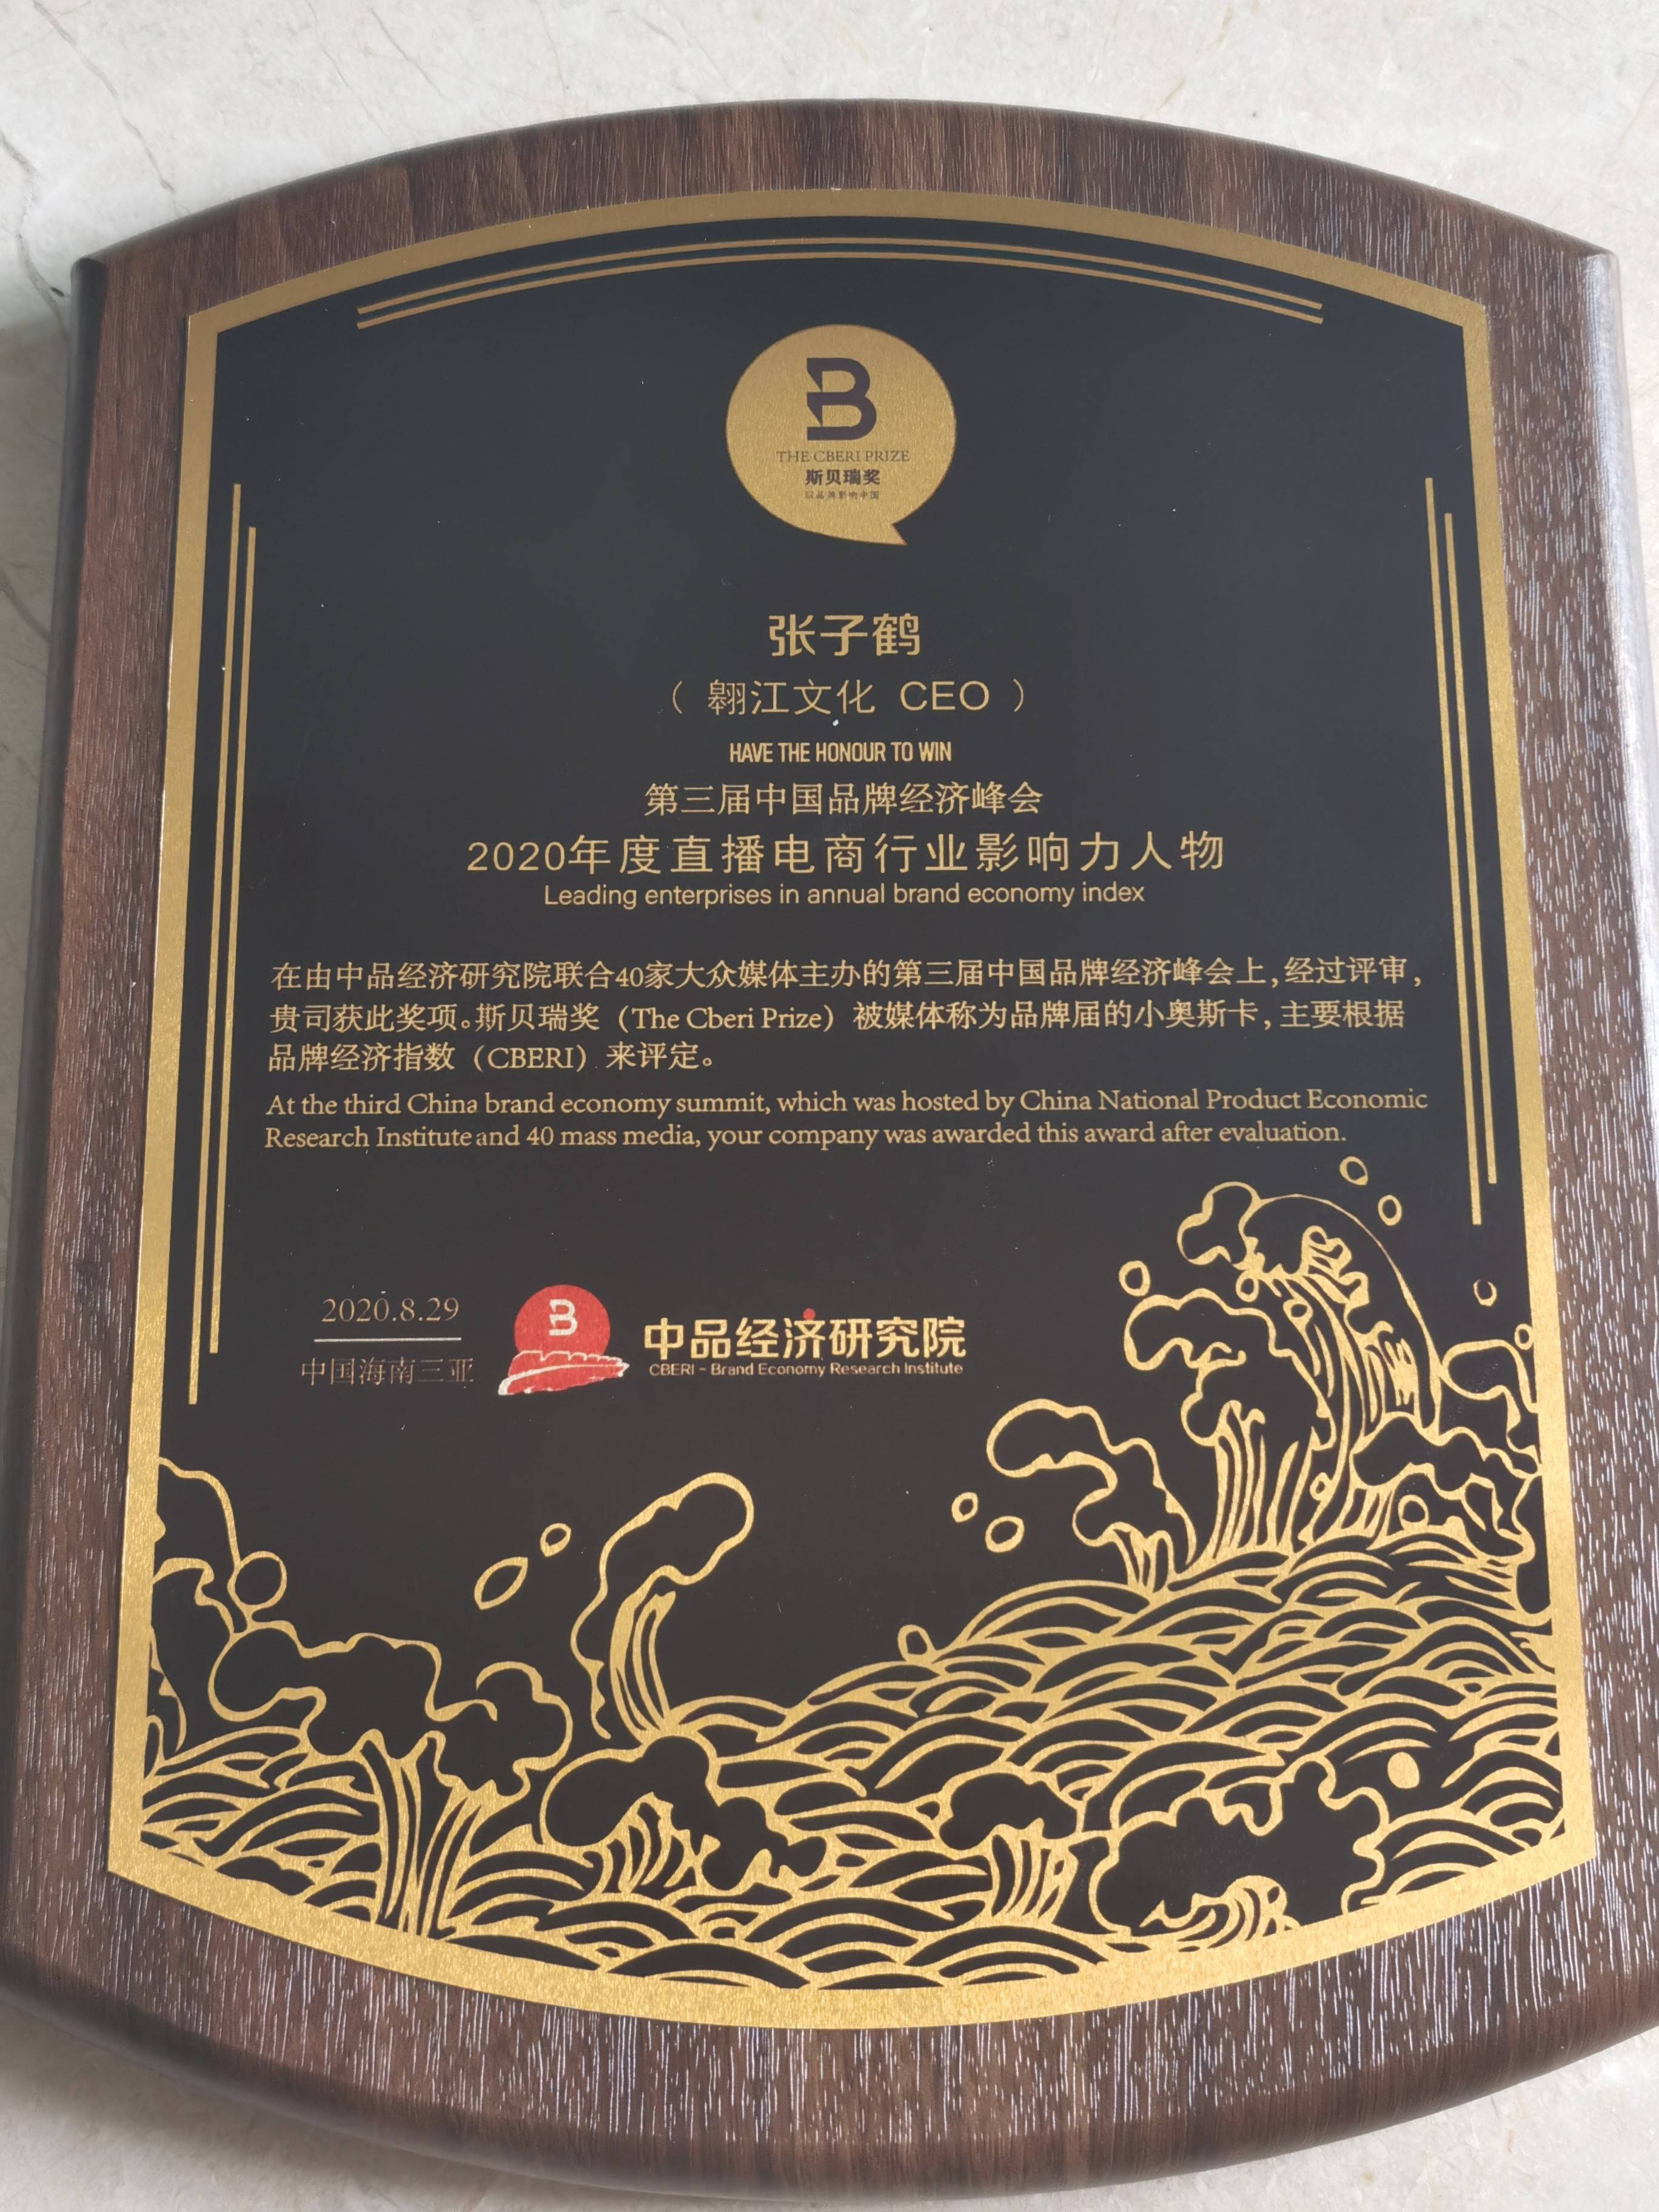 B
THE CBERI PRIZE
斯贝瑞奖
以品牌影响中国
张子鹤
（ 翱江文化 CEO ）
HAVE THE HONOUR TO WIN
第三届中国品牌经济峰会
2020年度直播电商行业影响力人物
Leading enterprises in annual brand economy index
在由中品经济研究院联合40家大众媒体主办的第三届中国品牌经济峰会上,经过评审,
贵司获此奖项。斯贝瑞奖（The Cberi Prize）被媒体称为品牌届的小奥斯卡,主要根据
品牌经济指数（CBERI）来评定。
At the third China brand economy summit, which was hosted by China National Product Economic
Research Institute and 40 mass media, your company was awarded this award after evaluation.
2020.8.29
中国海南三亚
B
中品经济研究院
CBERI - Brand Economy Research Institute